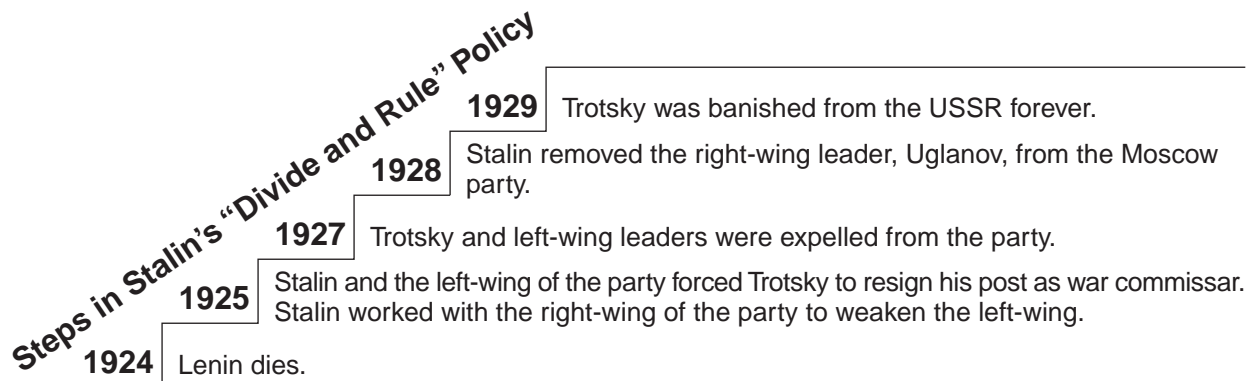 Steps in Stalin's “Divide and Rule” Policy
1929 Trotsky was banished from the USSR forever.
1928 Stalin removed the right-wing leader, Uglanov, from the Moscow
party.
1927 Trotsky and left-wing leaders were expelled from the party.
1925 Stalin and the left-wing of the party forced Trotsky to resign his post as war commissar.
Stalin worked with the right-wing of the party to weaken the left-wing.
1924 Lenin dies.